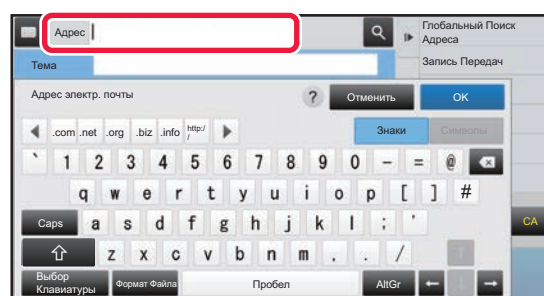 Адрес
Глобальный Поиск
Адреса
Тема
Запись Передач
Адрес электр. почты
?
Отменить
OK
.com .net .org .biz .info http:/
/
Знаки
Символы
` 1 2 3 4 5 6 7 8 9 0 - = @
q w e r t y u i o p [ ] #
Caps a s d f g h j k l ; '
CA
z x c v b n m , . /
Выбор
Клавиатуры
Формат Файла
Пробел
AltGr